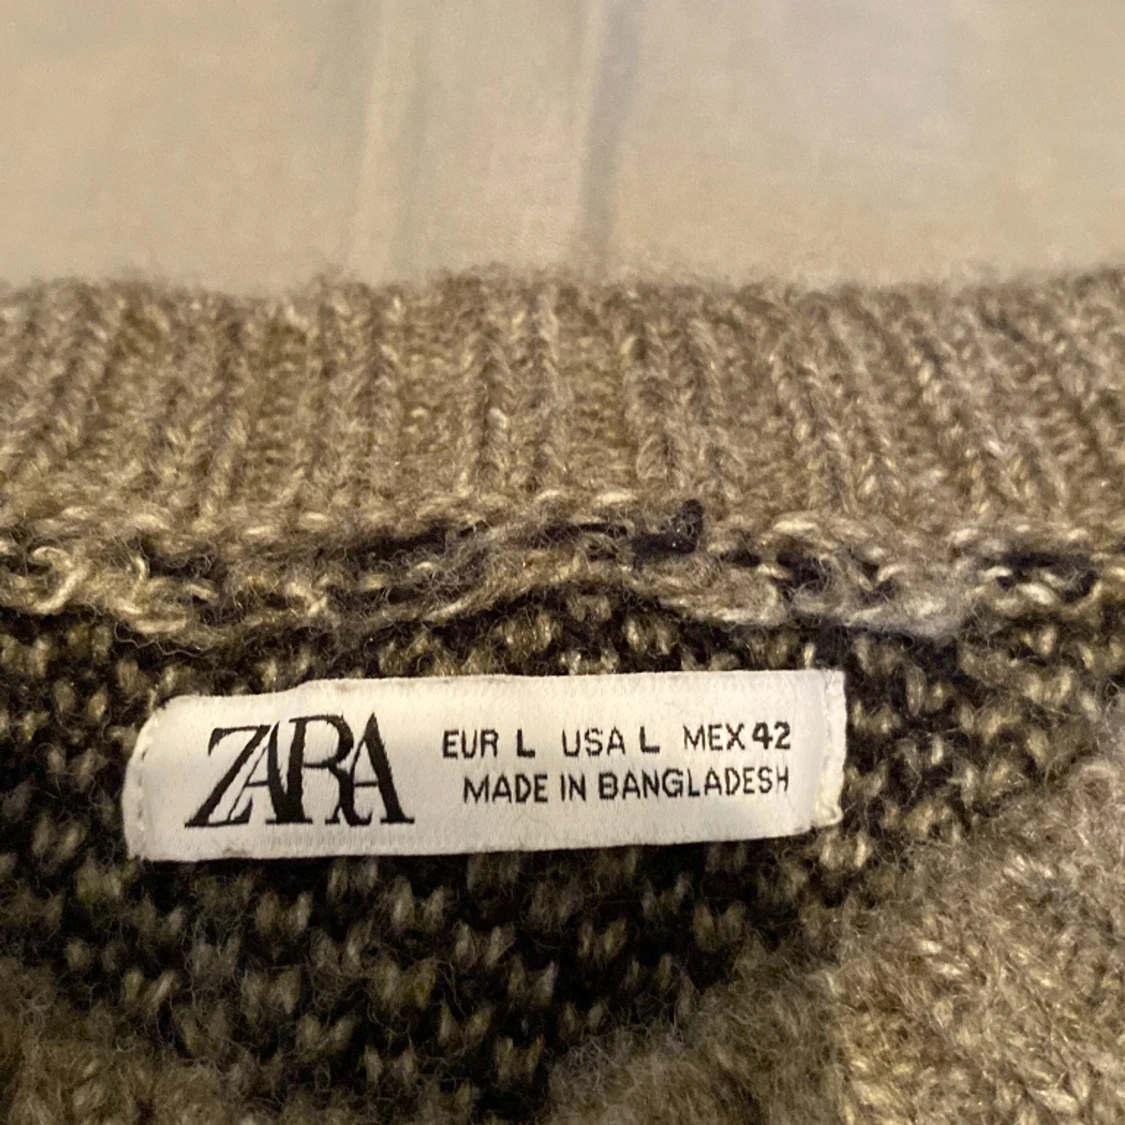 ZARA
EUR L USA L MEX 42
MADE IN BANGLADESH